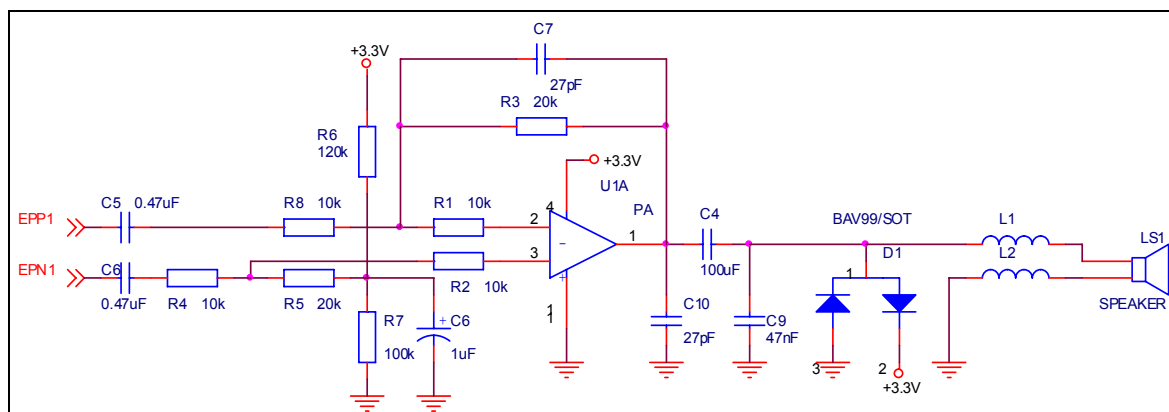 C7
27pF
+3.3V
R3 20k
R6
120k
+3.3V
U1A
PA
EPP1
C5
0.47uF
R8 10k
R1 10k
4
2
3
1
C4
100uF
BAV99/SOT
D1
1
L1
L2
LS1
SPEAKER
EPN1
C6
0.47uF
R4 10k
R5 20k
R2 10k
R7
100k
+
C6
1uF
-
+
11
C10
27pF
C9
47nF
3
2
+3.3V